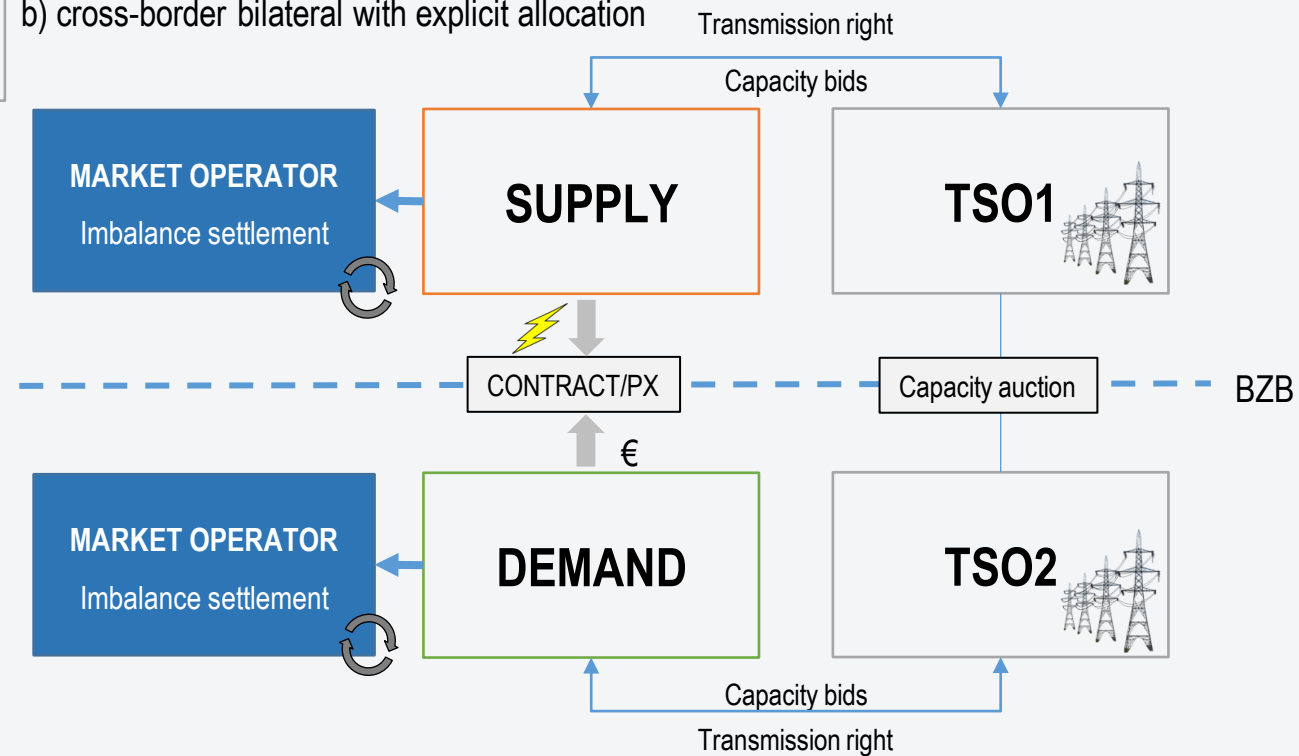 b) cross-border bilateral with explicit allocation
Transmission right
Capacity bids
MARKET OPERATOR
Imbalance settlement
SUPPLY
TSO1
CONTRACT/PX
Capacity auction
BZB
€
MARKET OPERATOR
Imbalance settlement
DEMAND
TSO2
Capacity bids
Transmission right